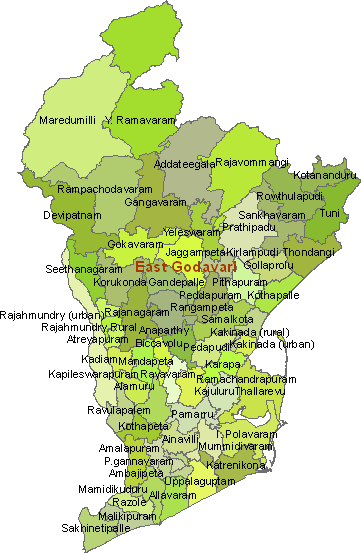 Maredumilli
Y. Ramavaram
Addateegala
Rajavommangi
Kotananduru
Rampachodavaram
Gangavaram
Rowthulapudi
Devipatnam
Sankhavaram
Tuni
Prathipadu
Yeleswaram
Gokavaram
Jaggampeta
Kirlampudi
Thondangi
Gollaprolu
Seethanagaram
East Godavari
Korukonda
Gandepalle
Pithapuram
Peddapuram
Kothapalle
Rangampeta
Rajahmundry (urban)
Rajanagaram
Samalkota
Rajahmundry Rural
Anaparthy
Kakinada (rural)
Atreyapuram
Biccavolu
Pedapudi
Kakinada (urban)
Kadiam
Mandapeta
Karapa
Kapileswarapuram
Rayavaram
Ramachandrapuram
Alamuru
Kajuluru
Thallarevu
Ravulapalem
Pamarru
Kothapeta
Ainavilli
Polavaram
Amalapuram
Mummidivaram
P.gannavaram
Ambajipeta
Katrenikona
Mamidikuduru
Uppalaguptam
Allavaram
Razole
Malikipuram
Sakhinetipalle